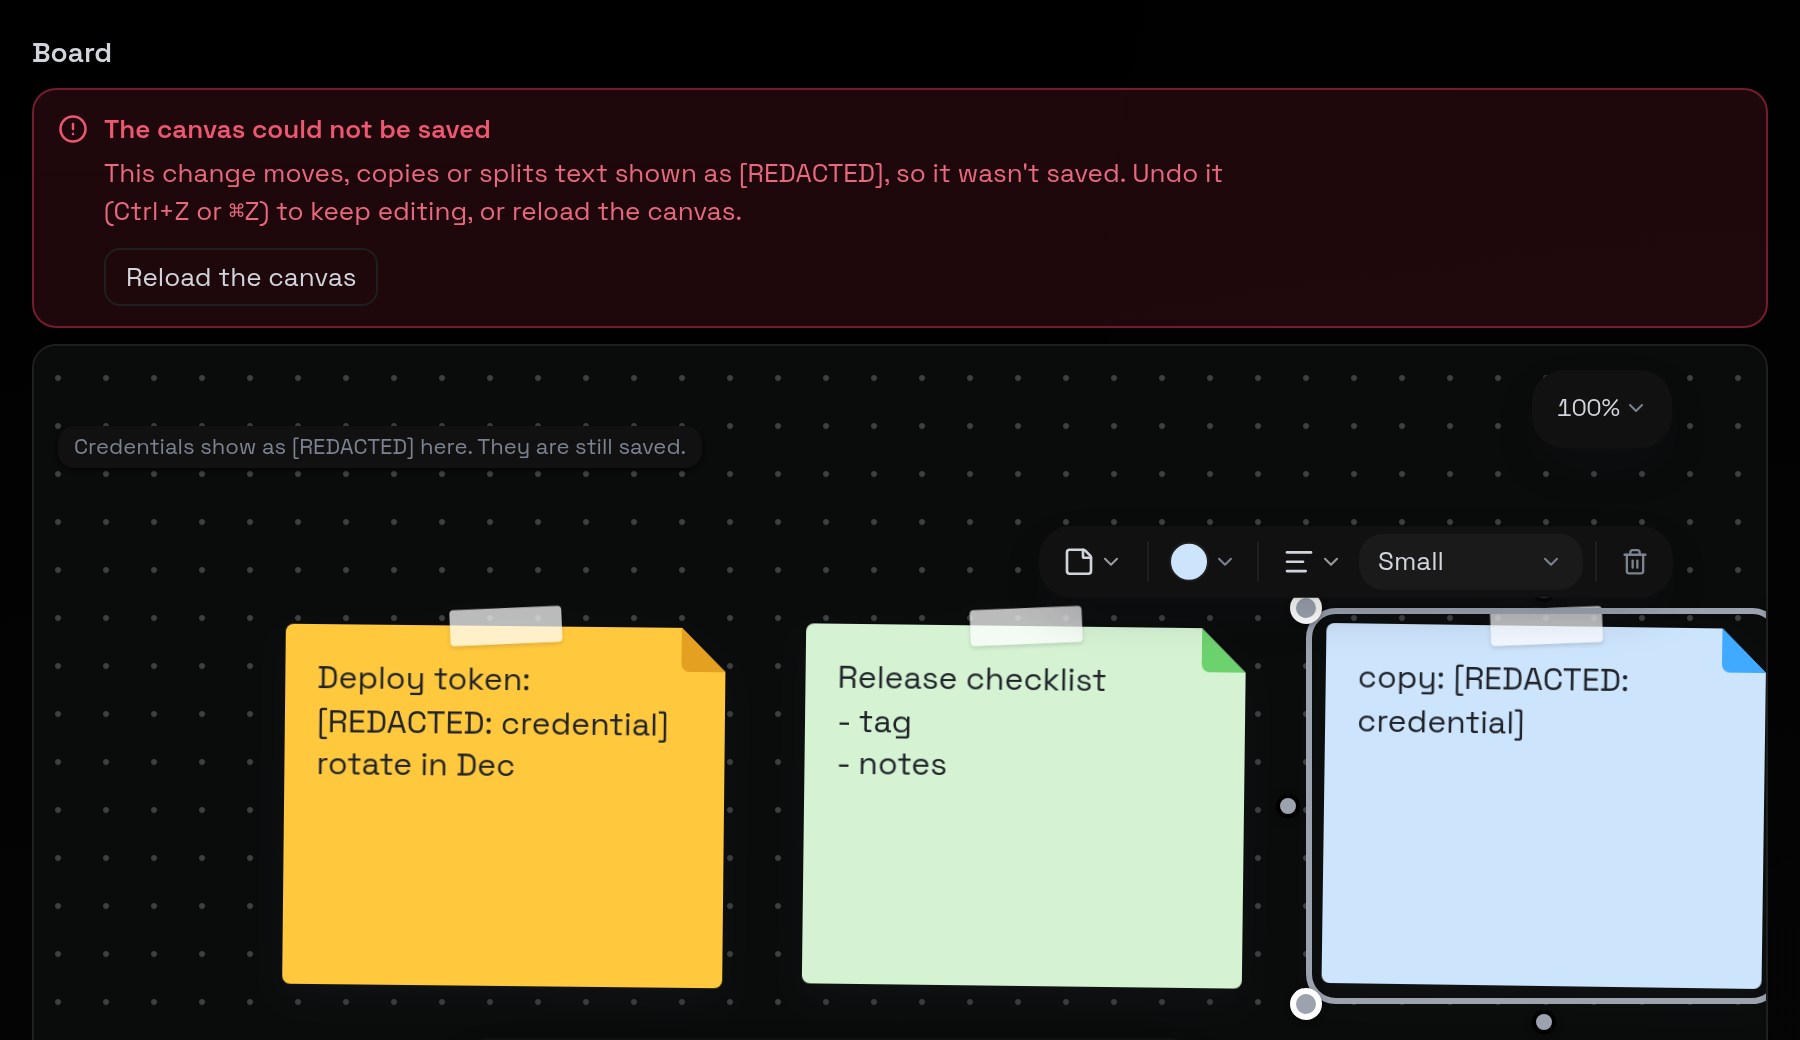 Board
The canvas could not be saved
This change moves, copies or splits text shown as [REDACTED], so it wasn't saved. Undo it
(Ctrl+Z or ⌘Z) to keep editing, or reload the canvas.
Reload the canvas
100%
Credentials show as [REDACTED] here. They are still saved.
Small
Deploy token:
[REDACTED: credential]
rotate in Dec
Release checklist
- tag
- notes
copy: [REDACTED:
credential]